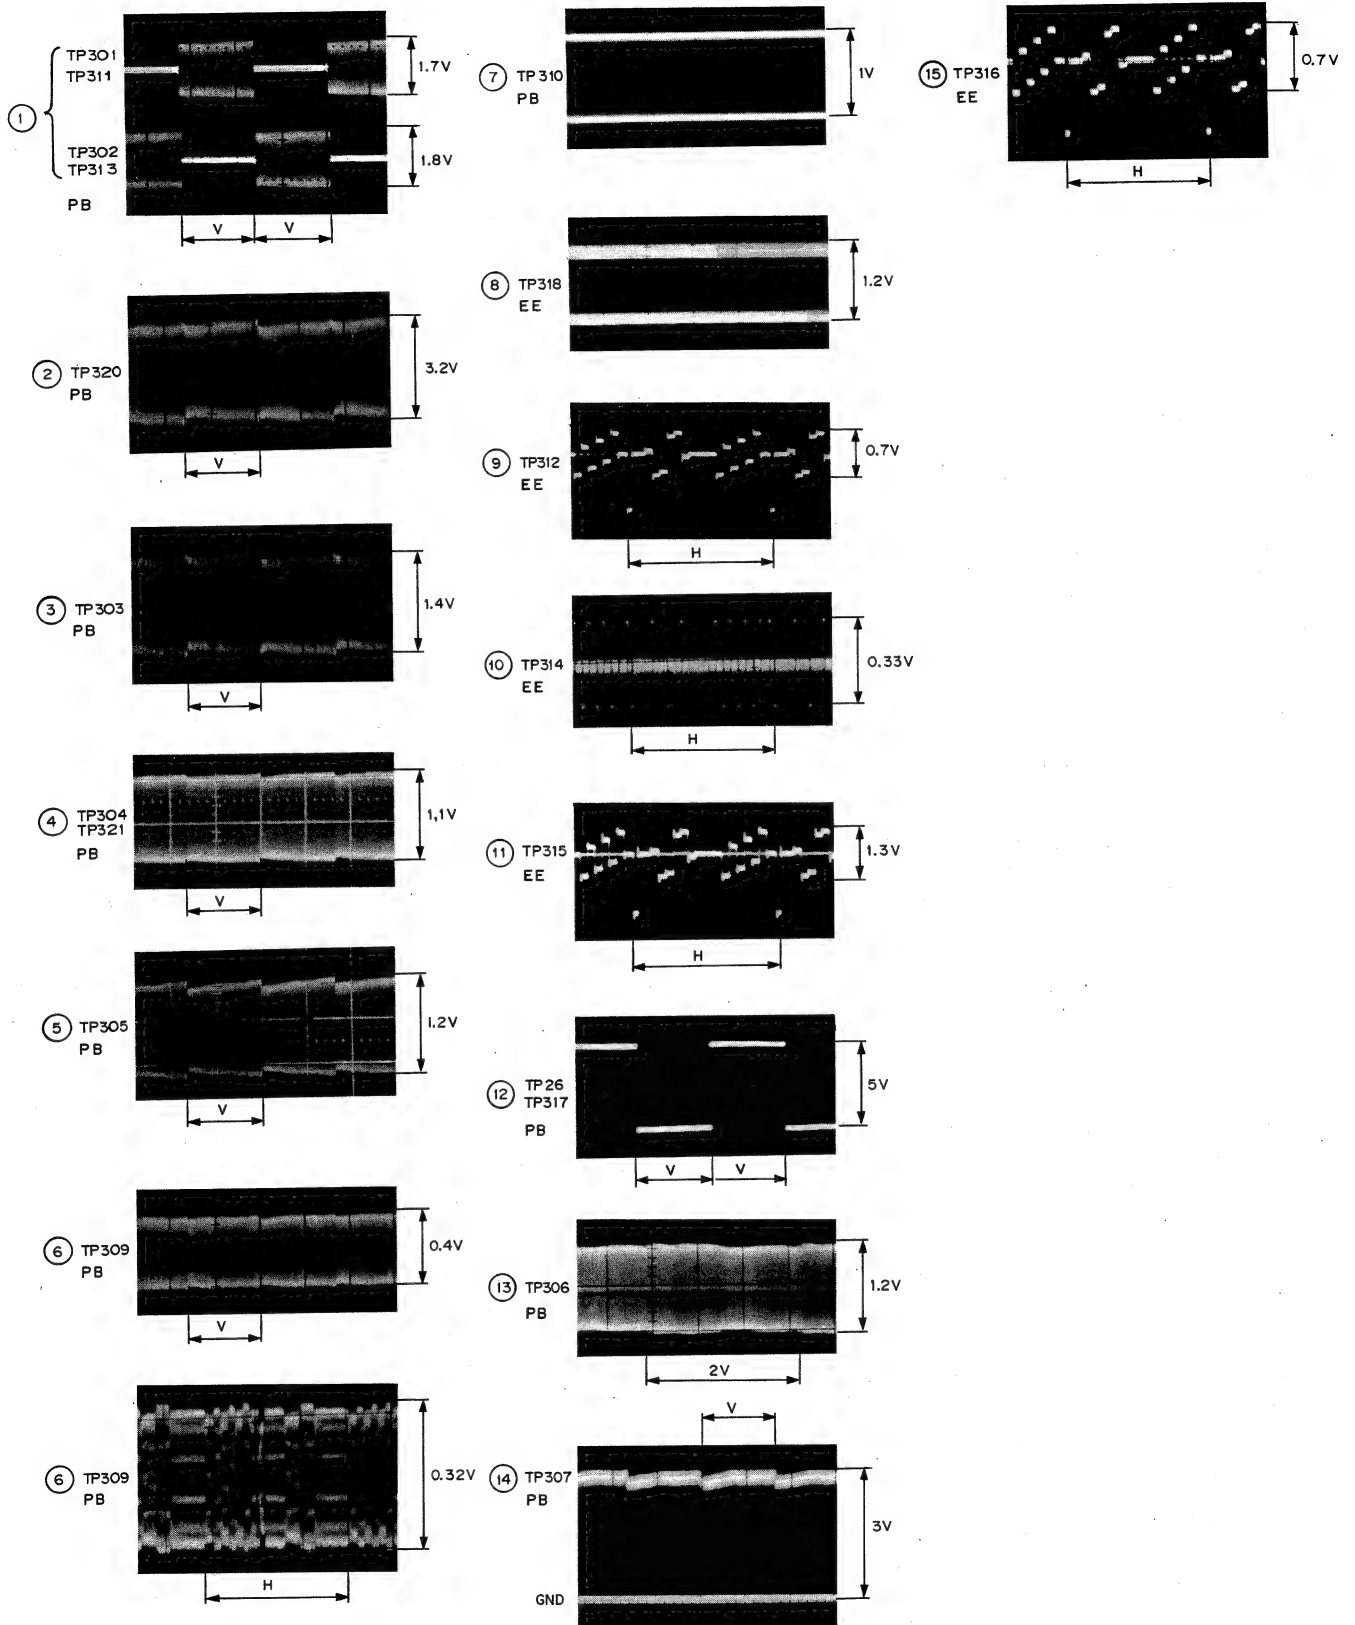 1
TP301
TP311
1.7V
TP302
TP313
1.8V
PB
V V
2 TP320
PB
3.2V
V
3 TP303
PB
1.4V
V
4 TP304
TP321
PB
1,1V
V
5 TP305
PB
1.2V
V
6 TP309
PB
0.4V
V
6 TP309
PB
0.32V
H
7 TP310
PB
1V
8 TP318
EE
1.2V
9 TP312
EE
0.7V
H
10 TP314
EE
0.33V
H
11 TP315
EE
1.3V
H
12 TP26
TP317
PB
5V
V V
13 TP306
PB
1.2V
2V
V
14 TP307
PB
3V
GND
15 TP316
EE
0.7V
H